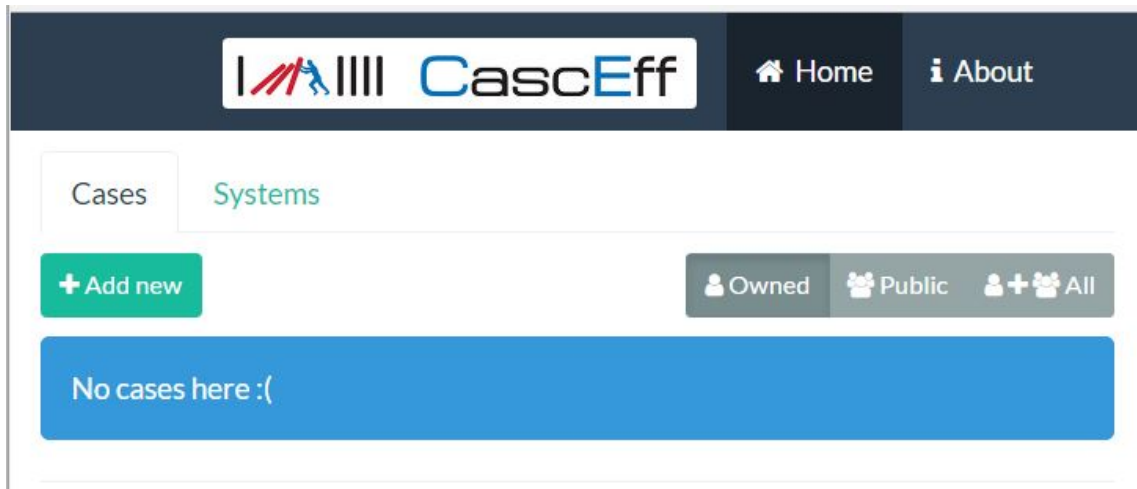 CascEff Home i About
Cases Systems
+ Add new Owned Public + All
No cases here :(